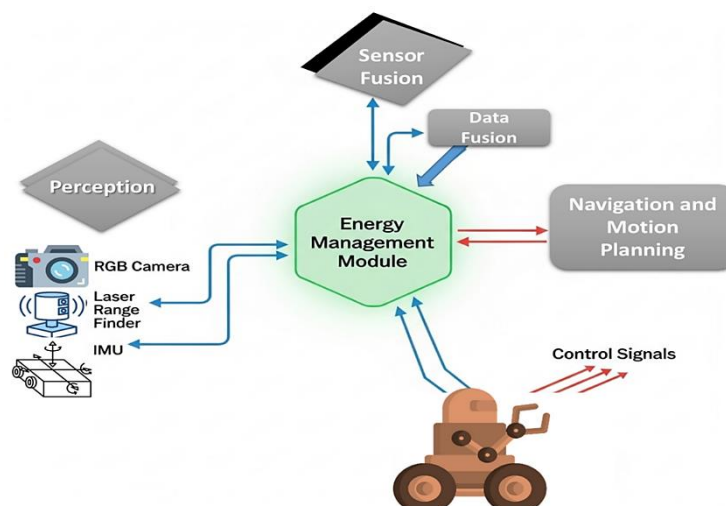 Sensor
Fusion
Data
Fusion
Perception
Energy
Management
Module
Navigation and
Motion
Planning
RGB Camera
Laser
Range
Finder
IMU
Control Signals